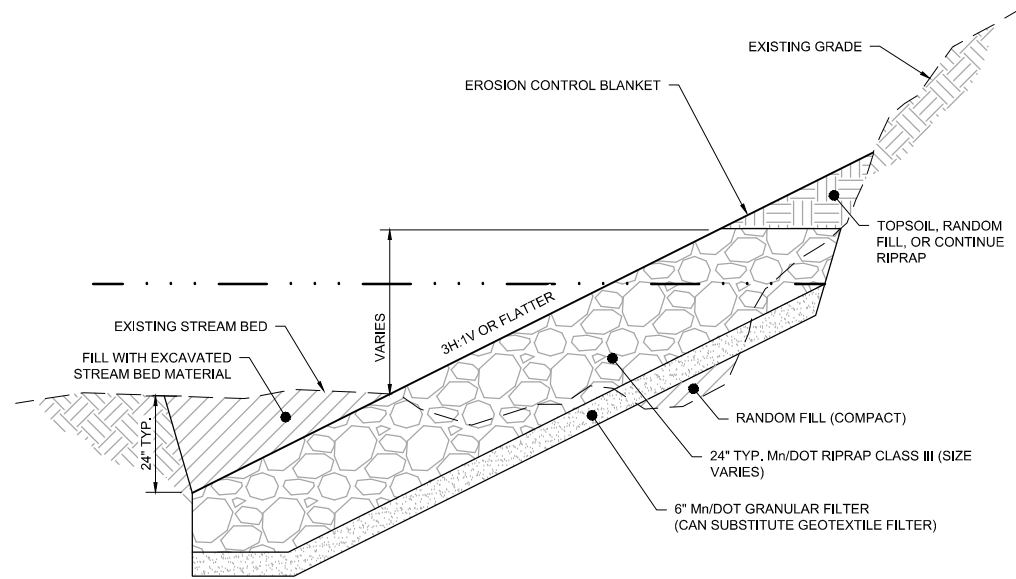 EXISTING GRADE
EROSION CONTROL BLANKET
TOPSOIL, RANDOM
FILL, OR CONTINUE
RIPRAP
3H:1V OR FLATTER
VARIES
EXISTING STREAM BED
FILL WITH EXCAVATED
STREAM BED MATERIAL
24" TYP.
RANDOM FILL (COMPACT)
24" TYP. Mn/DOT RIPRAP CLASS III (SIZE
VARIES)
6" Mn/DOT GRANULAR FILTER
(CAN SUBSTITUTE GEOTEXTILE FILTER)